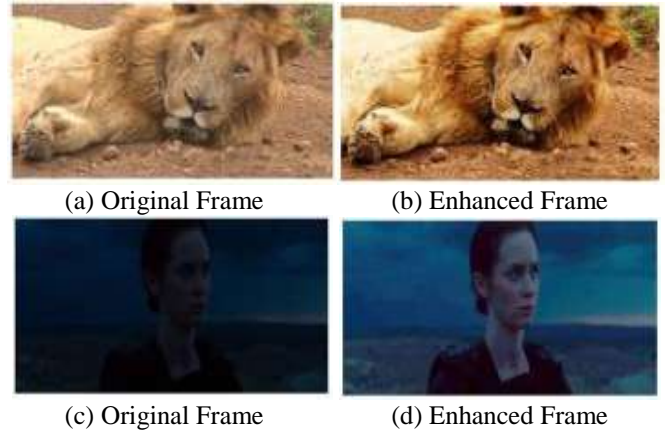 (a) Original Frame
(b) Enhanced Frame
(c) Original Frame
(d) Enhanced Frame